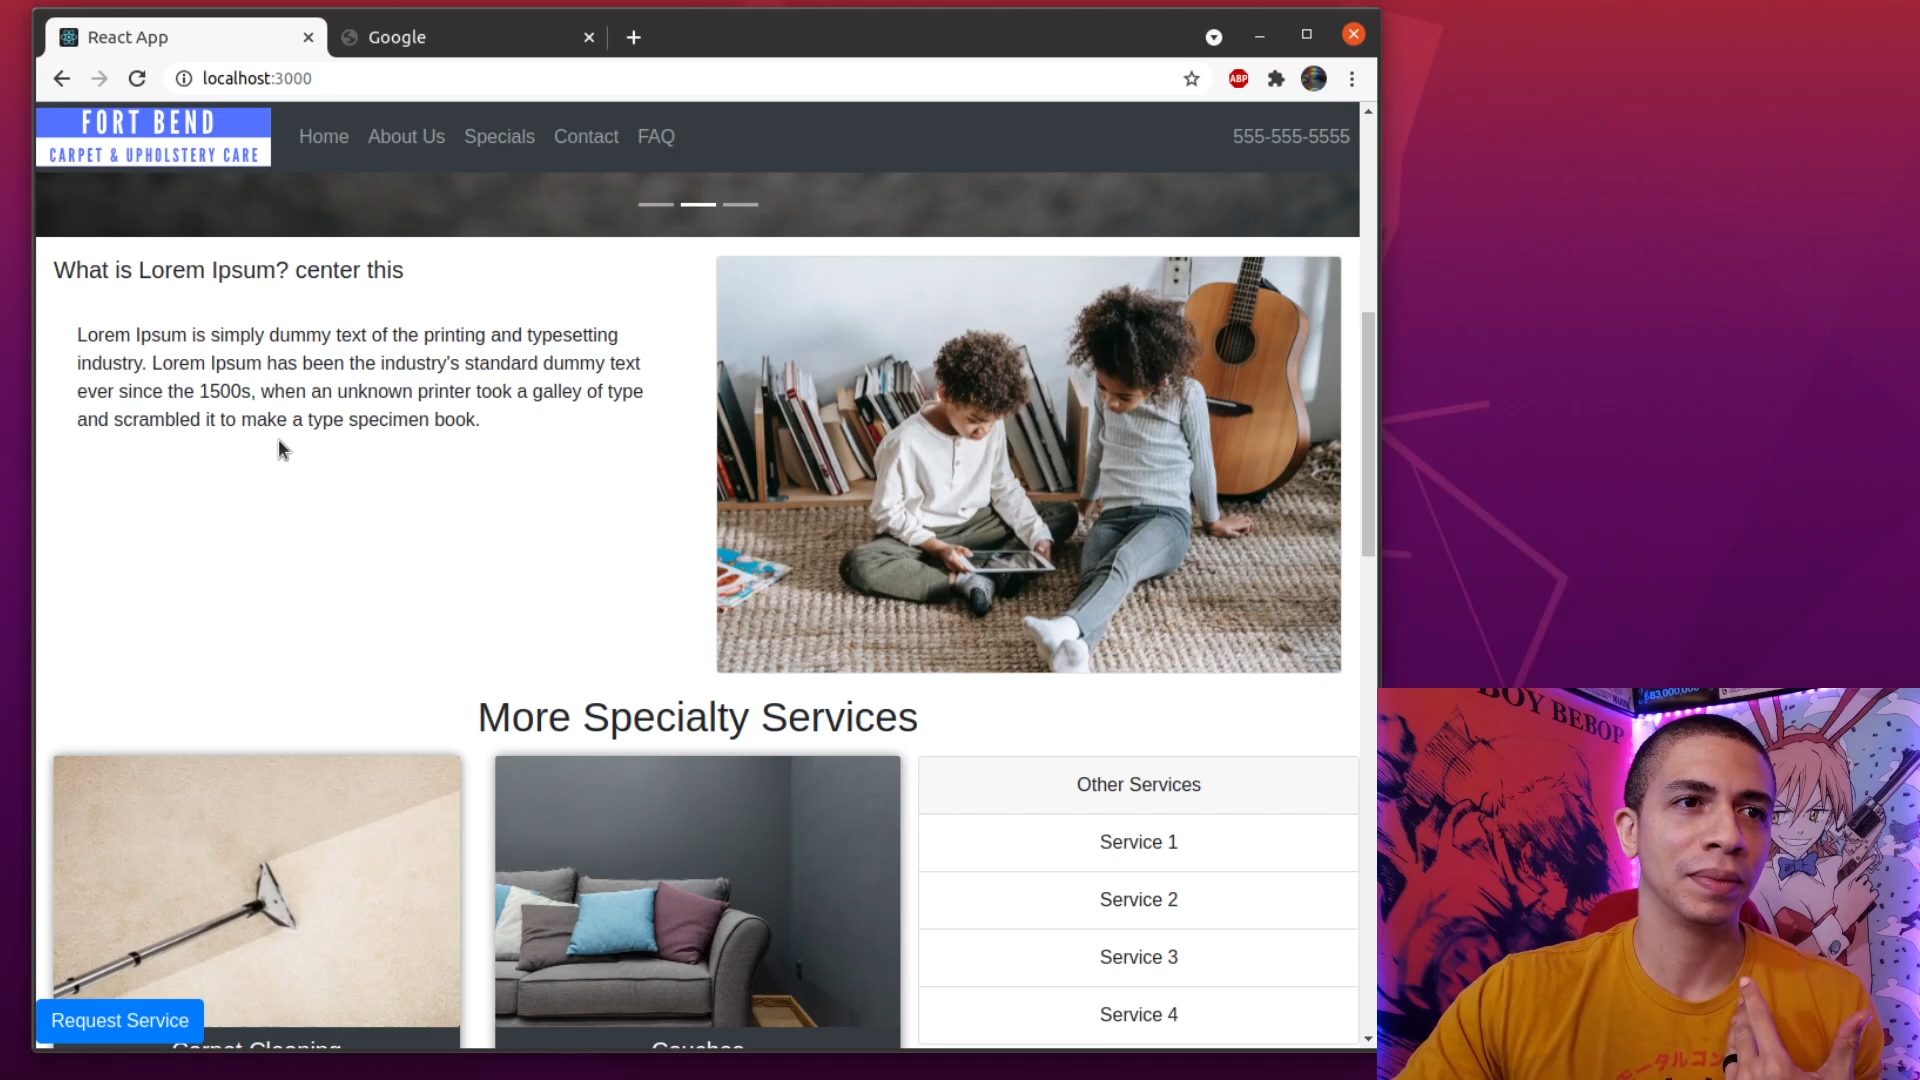 React App
Google
localhost:3000
ABP
FORT BEND
CARPET & UPHOLSTERY CARE
Home About Us Specials Contact FAQ
555-555-5555
What is Lorem Ipsum? center this
Lorem Ipsum is simply dummy text of the printing and typesetting
industry. Lorem Ipsum has been the industry's standard dummy text
ever since the 1500s, when an unknown printer took a galley of type
and scrambled it to make a type specimen book.
More Specialty Services
Other Services
Service 1
Service 2
Service 3
Service 4
Request Service
Carpet Cleaning
Couches
BOY BEBOP